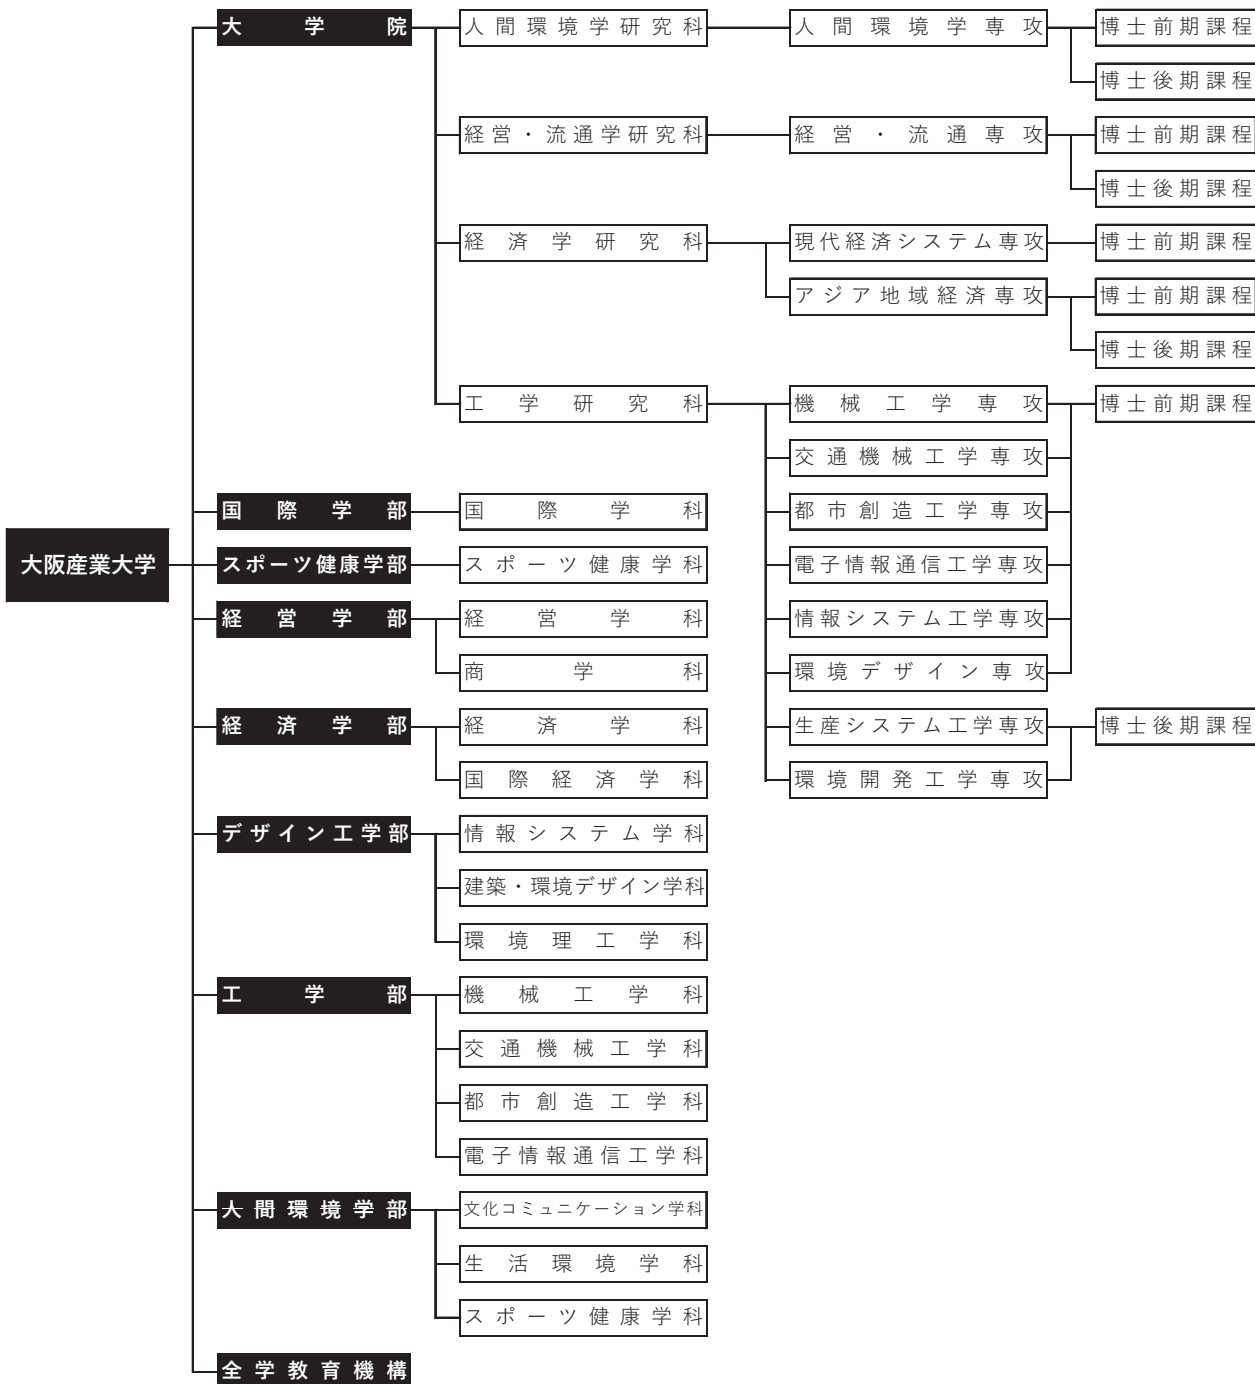 大学院
人間環境学研究科
人間環境学専攻
博士前期課程
博士後期課程
経営・流通学研究科
経営・流通専攻
博士前期課程
博士後期課程
経済学研究科
現代経済システム専攻
博士前期課程
アジア地域経済専攻
博士前期課程
博士後期課程
工学研究科
機械工学専攻
博士前期課程
交通機械工学専攻
都市創造工学専攻
電子情報通信工学専攻
情報システム工学専攻
環境デザイン専攻
生産システム工学専攻
博士後期課程
環境開発工学専攻
大阪産業大学
国際学部
国際学科
スポーツ健康学部
スポーツ健康学科
経営学部
経営学科
商学科
経済学部
経済学科
国際経済学科
デザイン工学部
情報システム学科
建築・環境デザイン学科
環境理工学科
工学部
機械工学科
交通機械工学科
都市創造工学科
電子情報通信工学科
人間環境学部
文化コミュニケーション学科
生活環境学科
スポーツ健康学科
全学教育機構